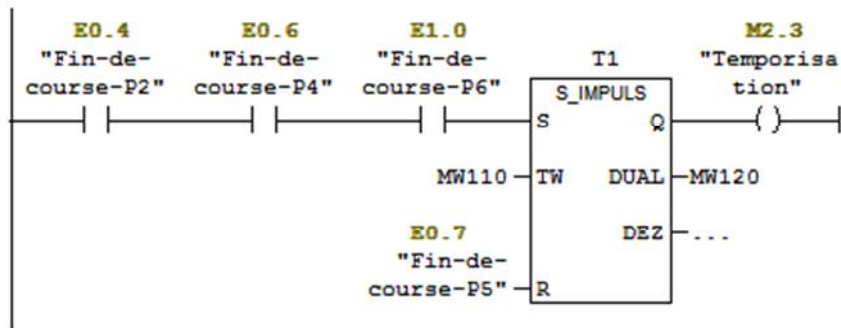 E0.4 E0.6 E1.0 M2.3
"Fin-de- "Fin-de- "Fin-de- T1 "Temporisa
course-P2" course-P4" course-P6" tion"
S_IMPULS
S Q
MW110 TW DUAL MW120
E0.7 DEZ ...
"Fin-de-
course-P5" R